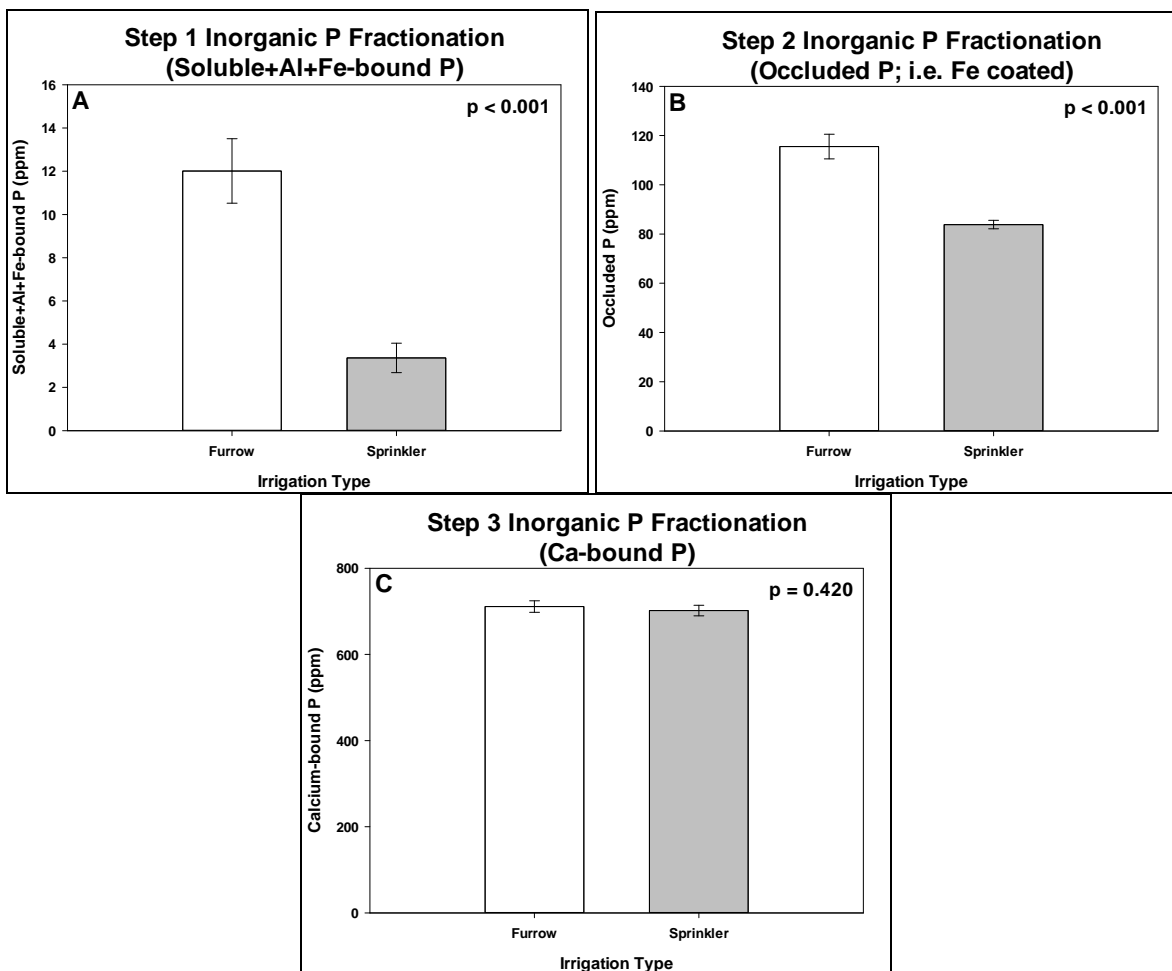 Step 1 Inorganic P Fractionation
(Soluble+Al+Fe-bound P)
A
p < 0.001
Soluble+Al+Fe-bound P (ppm)
16
14
12
10
8
6
4
2
0
Furrow
Sprinkler
Irrigation Type
Step 2 Inorganic P Fractionation
(Occluded P; i.e. Fe coated)
B
p < 0.001
Occluded P (ppm)
140
120
100
80
60
40
20
0
Furrow
Sprinkler
Irrigation Type
Step 3 Inorganic P Fractionation
(Ca-bound P)
C
p = 0.420
Calcium-bound P (ppm)
800
600
400
200
0
Furrow
Sprinkler
Irrigation Type